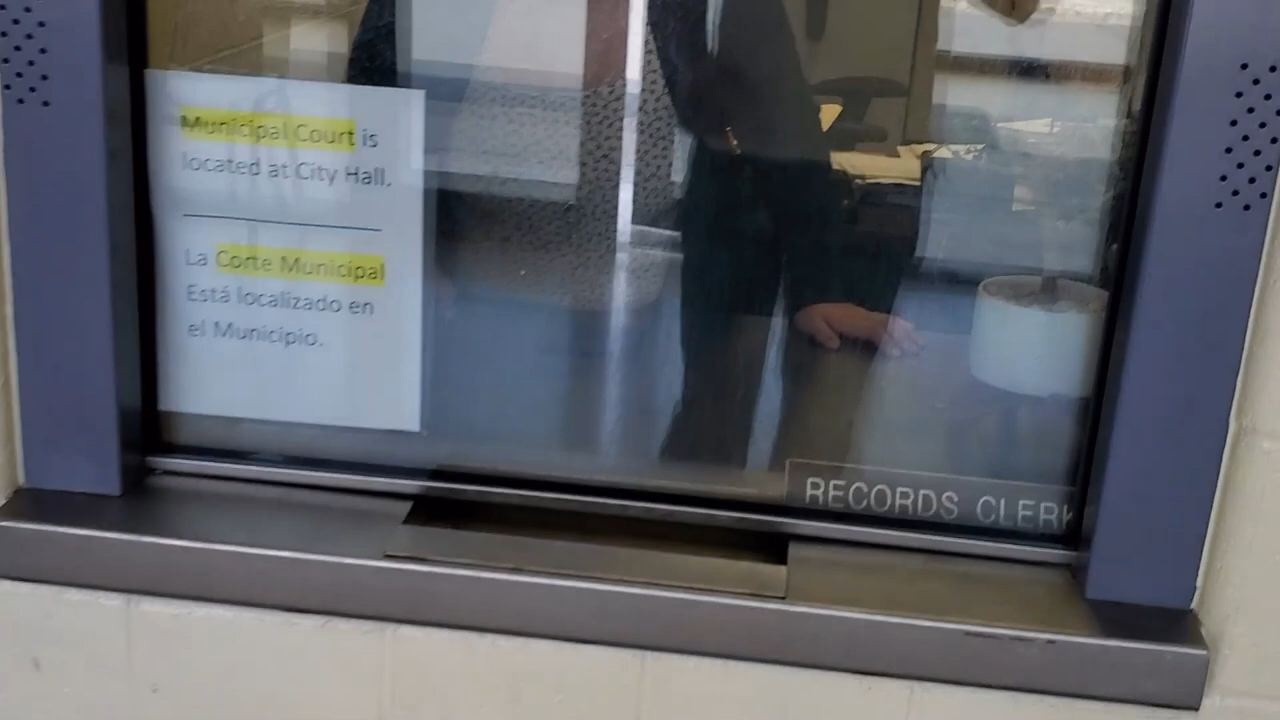 Municipal Court is
located at City Hall.
La Corte Municipal
Está localizado en
el Municipio.
RECORDS CLERK